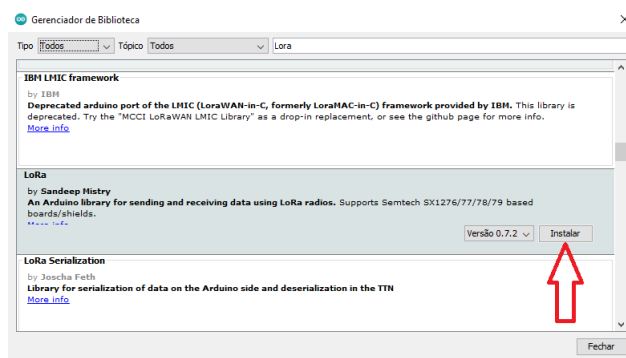 Gerenciador de Biblioteca
Tipo Todos Tópico Todos Lora
IBM LMIC framework
by IBM
Deprecated arduino port of the LMIC (LoraWAN-in-C, formerly LoraMAC-in-C) framework provided by IBM. This library is
deprecated. Try the "MCCI LoRaWAN LMIC Library" as a drop-in replacement, or see the github page for more info.
More info
LoRa
by Sandeep Mistry
An Arduino library for sending and receiving data using LoRa radios. Supports Semtech SX1276/77/78/79 based
boards/shields.
More info
Versão 0.7.2 Instalar
LoRa Serialization
by Joscha Feth
Library for serialization of data on the Arduino side and deserialization in the TTN
More info
Fechar